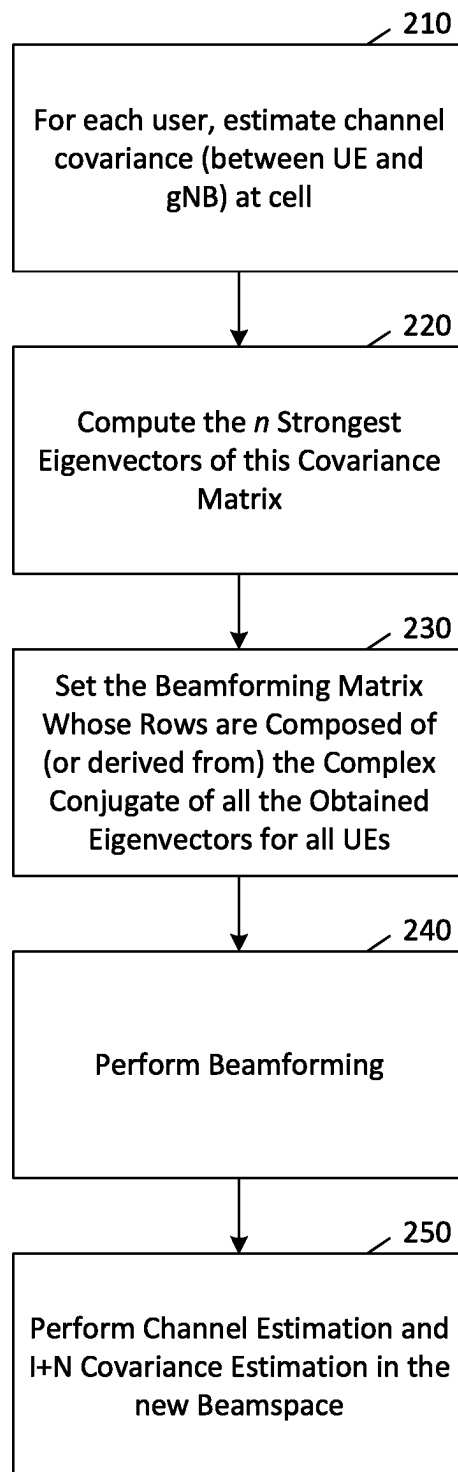 210
For each user, estimate channel
covariance (between UE and
gNB) at cell
220
Compute the n Strongest
Eigenvectors of this Covariance
Matrix
230
Set the Beamforming Matrix
Whose Rows are Composed of
(or derived from) the Complex
Conjugate of all the Obtained
Eigenvectors for all UEs
240
Perform Beamforming
250
Perform Channel Estimation and
I+N Covariance Estimation in the
new Beamspace